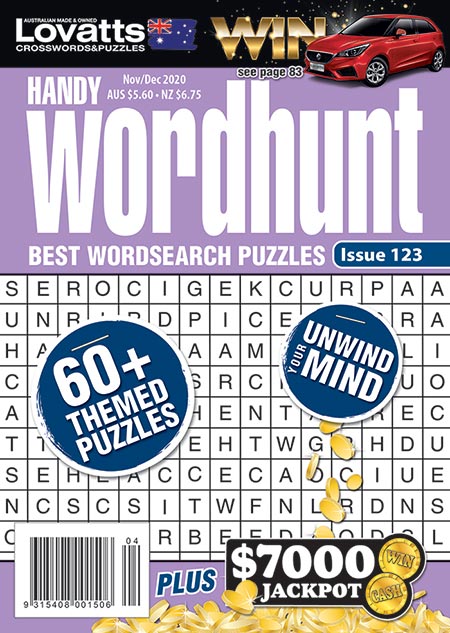 AUSTRALIAN MADE & OWNED
Lovatts
CROSSWORDS&PUZZLES
WIN
see page 83
Nov/Dec 2020
AUS $5.60 • NZ $6.75
HANDY
Wordhunt
BEST WORDSEARCH PUZZLES
Issue 123
S E R O C I G E K C U R P A A
U N R D P I C E R A
H A A M L I
C S R C U O
A H E N T R E C
T E H T W G H D U
S E H E A C C E C A C I U E
N C S C S I T W F N L R D N S
C R B E E D
60+
THEMED
PUZZLES
UNWIND
YOUR
MIND
04
9 315408 001506
PLUS
$7000
JACKPOT
WIN
CASH